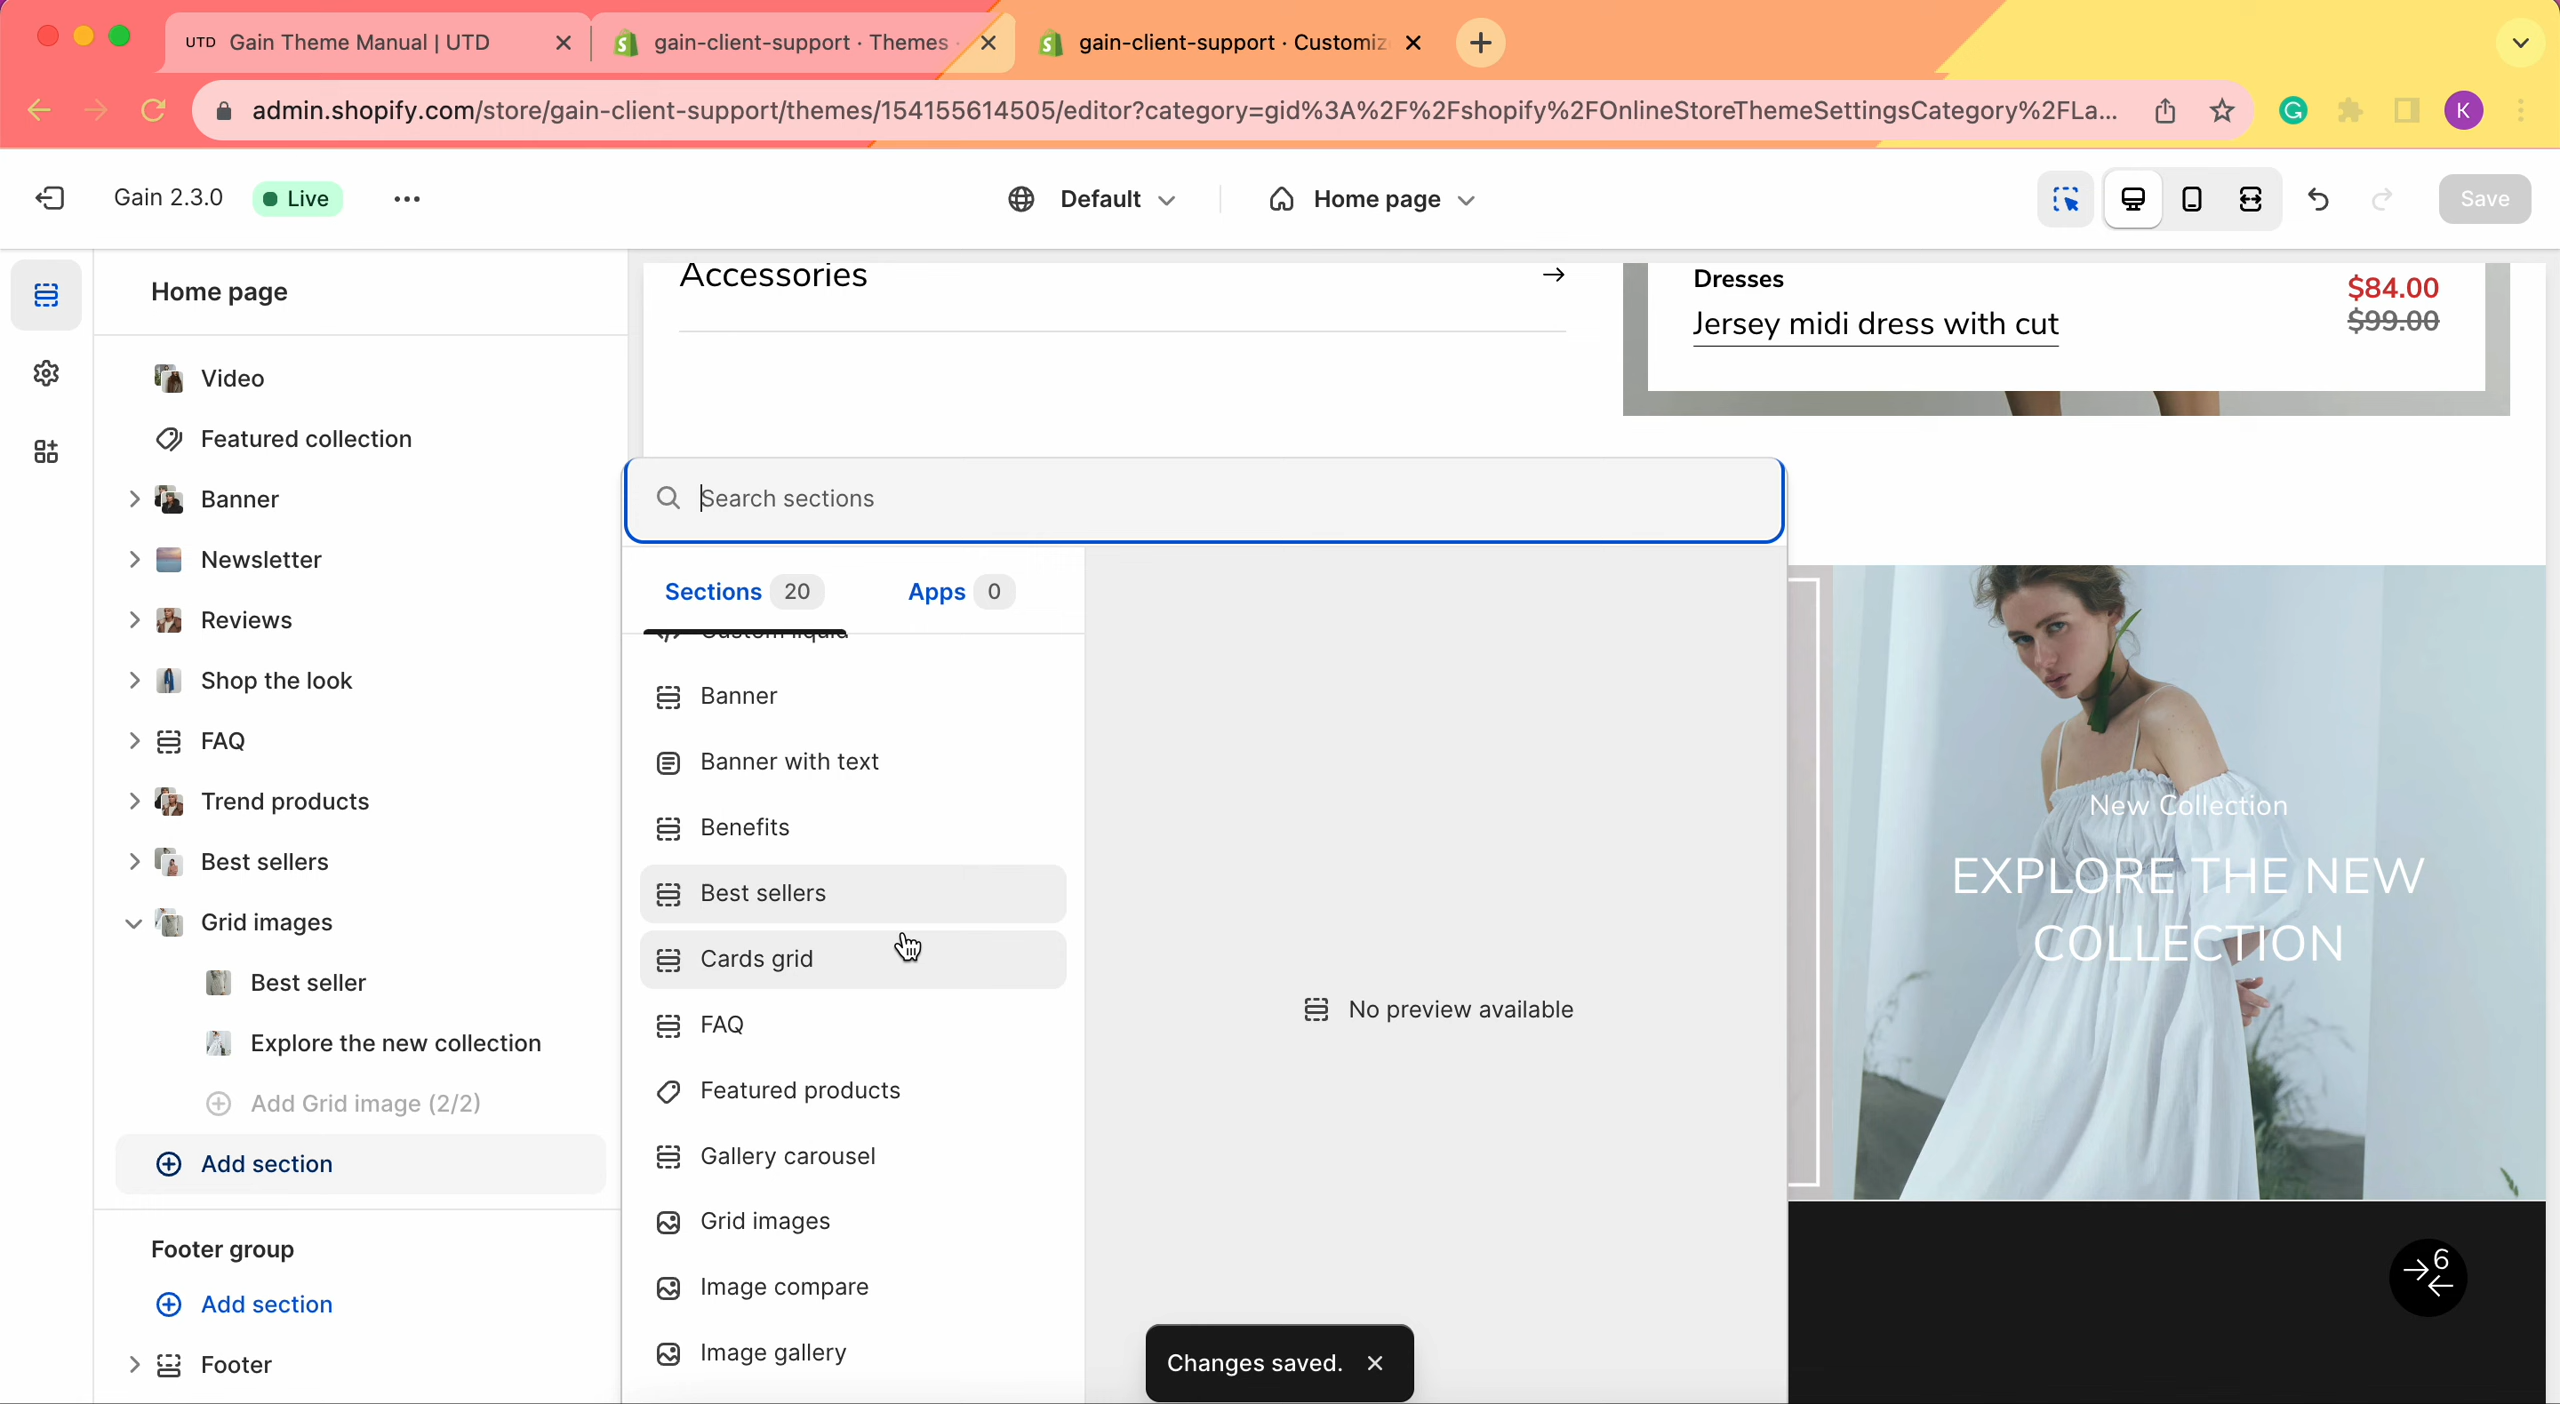 UTD Gain Theme Manual | UTD
gain-client-support · Themes ·
gain-client-support · Customiz
admin.shopify.com/store/gain-client-support/themes/154155614505/editor?category=gid%3A%2F%2Fshopify%2FOnlineStoreThemeSettingsCategory%2FLa...
G
K
Gain 2.3.0
Live
Default
Home page
Save
Home page
Video
Featured collection
Banner
Newsletter
Reviews
Shop the look
FAQ
Trend products
Best sellers
Grid images
Best seller
Explore the new collection
Add Grid image (2/2)
Add section
Footer group
Add section
Footer
Accessories
Dresses
$84.00
Jersey midi dress with cut
$99.00
Search sections
Sections 20
Apps 0
Custom liquid
Banner
Banner with text
Benefits
Best sellers
Cards grid
FAQ
Featured products
Gallery carousel
Grid images
Image compare
Image gallery
No preview available
Changes saved.
New Collection
EXPLORE THE NEW
COLLECTION
6